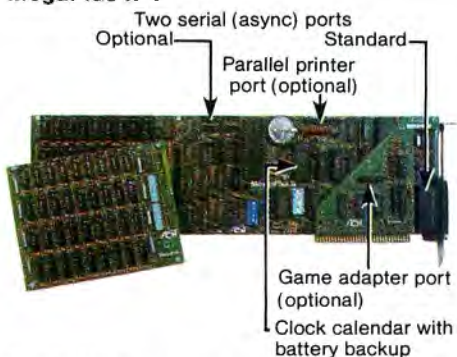 Two serial (async) ports
Optional
Standard
Parallel printer
port (optional)
Game adapter port
(optional)
Clock calendar with
battery backup